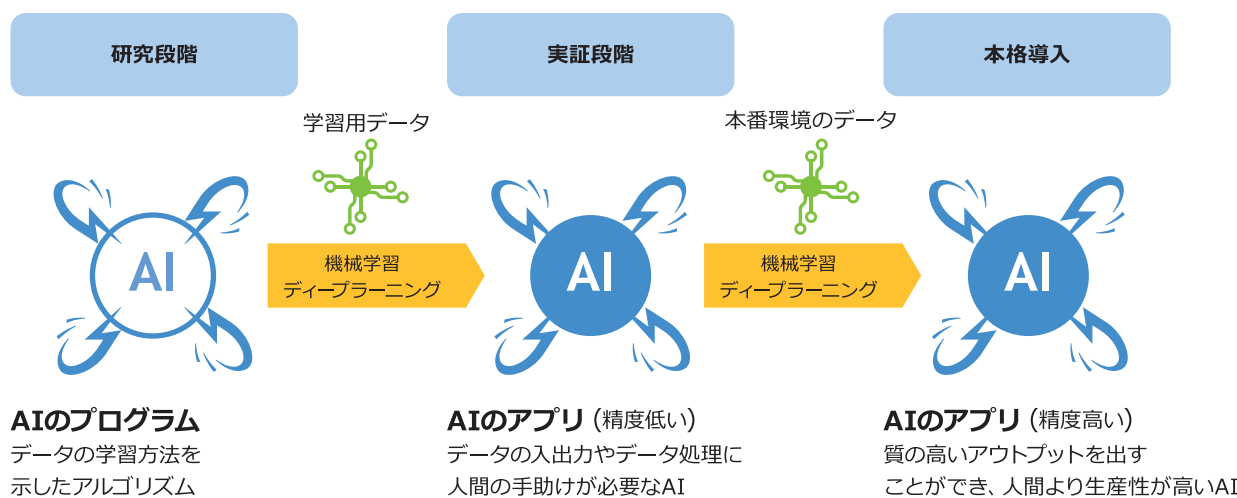 研究段階
実証段階
本格導入
学習用データ
本番環境のデータ
AI
機械学習
ディープラーニング
AI
機械学習
ディープラーニング
AI
AIのプログラム
データの学習方法を
示したアルゴリズム
AIのアプリ（精度低い）
データの入出力やデータ処理に
人間の手助けが必要なAI
AIのアプリ（精度高い）
質の高いアウトプットを出す
ことができ、人間より生産性が高いAI